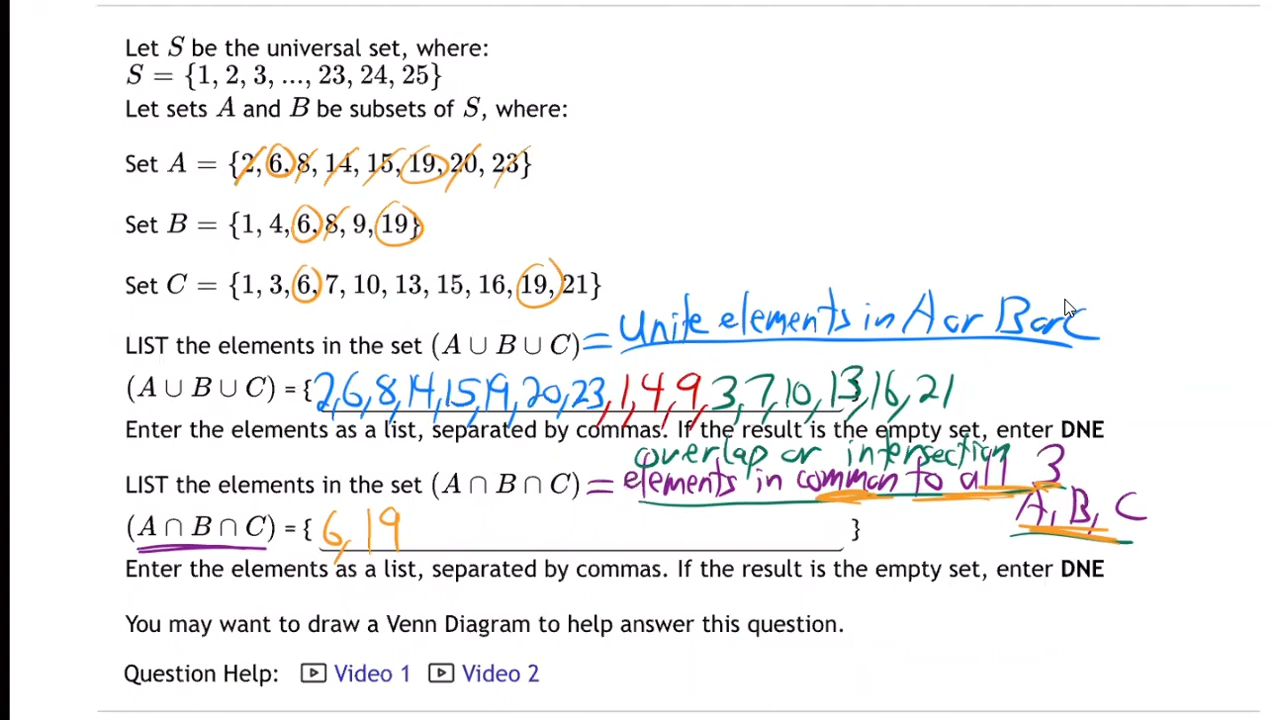 Let S be the universal set, where:
S = {1, 2, 3, ..., 23, 24, 25}
Let sets A and B be subsets of S, where:
Set A = {2, 6, 8, 14, 15, 19, 20, 23}
Set B = {1, 4, 6, 8, 9, 19}
Set C = {1, 3, 6, 7, 10, 13, 15, 16, 19, 21}
LIST the elements in the set (A ∪ B ∪ C) = Unite elements in A or B or C
(A ∪ B ∪ C) = { 2, 6, 8, 14, 15, 19, 20, 23, 1, 4, 9, 3, 7, 10, 13, 16, 21
Enter the elements as a list, separated by commas. If the result is the empty set, enter DNE
overlap or intersection
LIST the elements in the set (A ∩ B ∩ C) = elements in common to all 3
A, B, C
(A ∩ B ∩ C) = { 6, 19 }
Enter the elements as a list, separated by commas. If the result is the empty set, enter DNE
You may want to draw a Venn Diagram to help answer this question.
Question Help: Video 1 Video 2